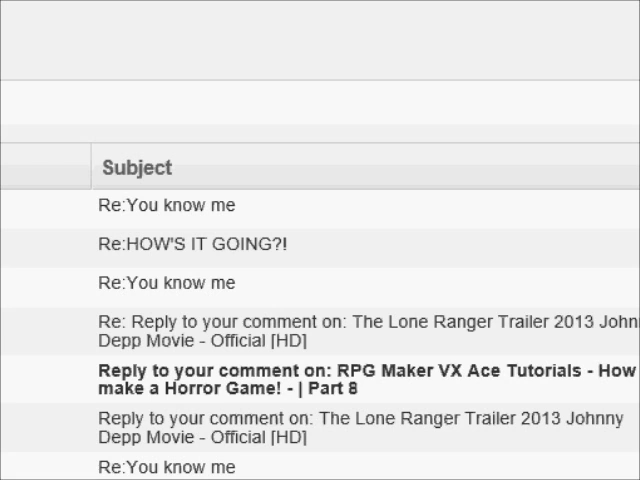 Subject
Re:You know me
Re:HOW'S IT GOING?!
Re:You know me
Re: Reply to your comment on: The Lone Ranger Trailer 2013 John
Depp Movie - Official [HD]
Reply to your comment on: RPG Maker VX Ace Tutorials - How
make a Horror Game! - | Part 8
Reply to your comment on: The Lone Ranger Trailer 2013 Johnny
Depp Movie - Official [HD]
Re:You know me